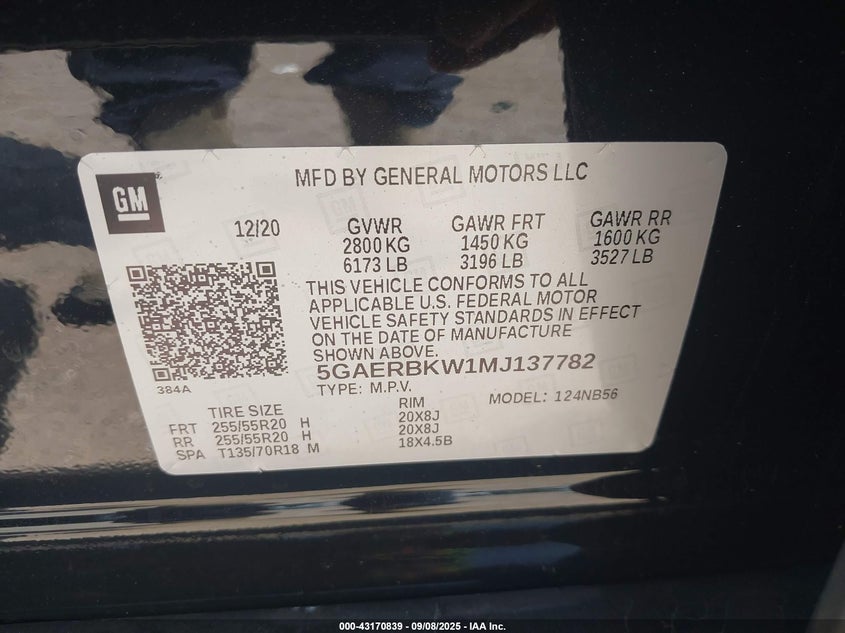 GM
MFD BY GENERAL MOTORS LLC
12/20
GVWR GAWR FRT GAWR RR
2800 KG 1450 KG 1600 KG
6173 LB 3196 LB 3527 LB
THIS VEHICLE CONFORMS TO ALL
APPLICABLE U.S. FEDERAL MOTOR
VEHICLE SAFETY STANDARDS IN EFFECT
ON THE DATE OF MANUFACTURE
SHOWN ABOVE.
384A
5GAERBKW1MJ137782
TYPE: M.P.V. MODEL: 124NB56
TIRE SIZE RIM
FRT 255/55R20 H 20X8J
RR 255/55R20 H 20X8J
SPA T135/70R18 M 18X4.5B
000-43170839 - 09/08/2025 - IAA Inc.